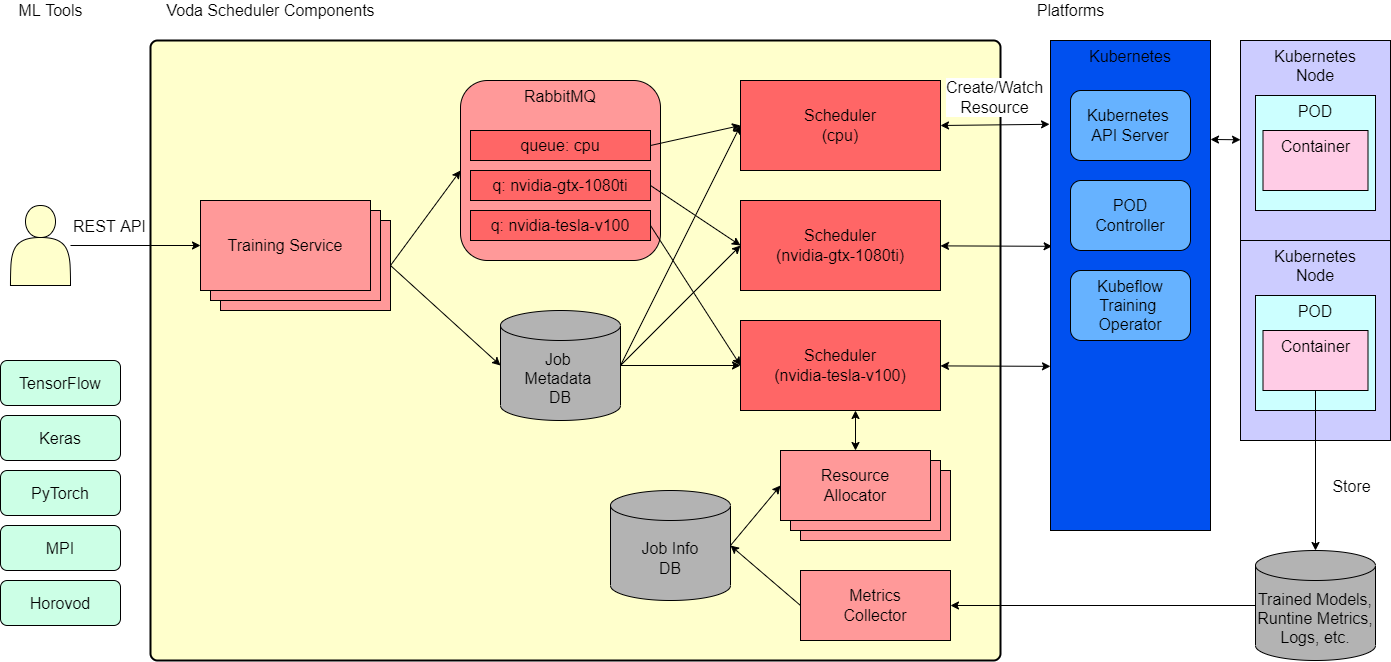 ML Tools
Voda Scheduler Components
Platforms
REST API
TensorFlow
Keras
PyTorch
MPI
Horovod
Training Service
RabbitMQ
queue: cpu
q: nvidia-gtx-1080ti
q: nvidia-tesla-v100
Job
Metadata
DB
Scheduler
(cpu)
Scheduler
(nvidia-gtx-1080ti)
Scheduler
(nvidia-tesla-v100)
Resource
Allocator
Job Info
DB
Metrics
Collector
Create/Watch
Resource
Kubernetes
Kubernetes
API Server
POD
Controller
Kubeflow
Training
Operator
Kubernetes
Node
POD
Container
Kubernetes
Node
POD
Container
Store
Trained Models,
Runtine Metrics,
Logs, etc.